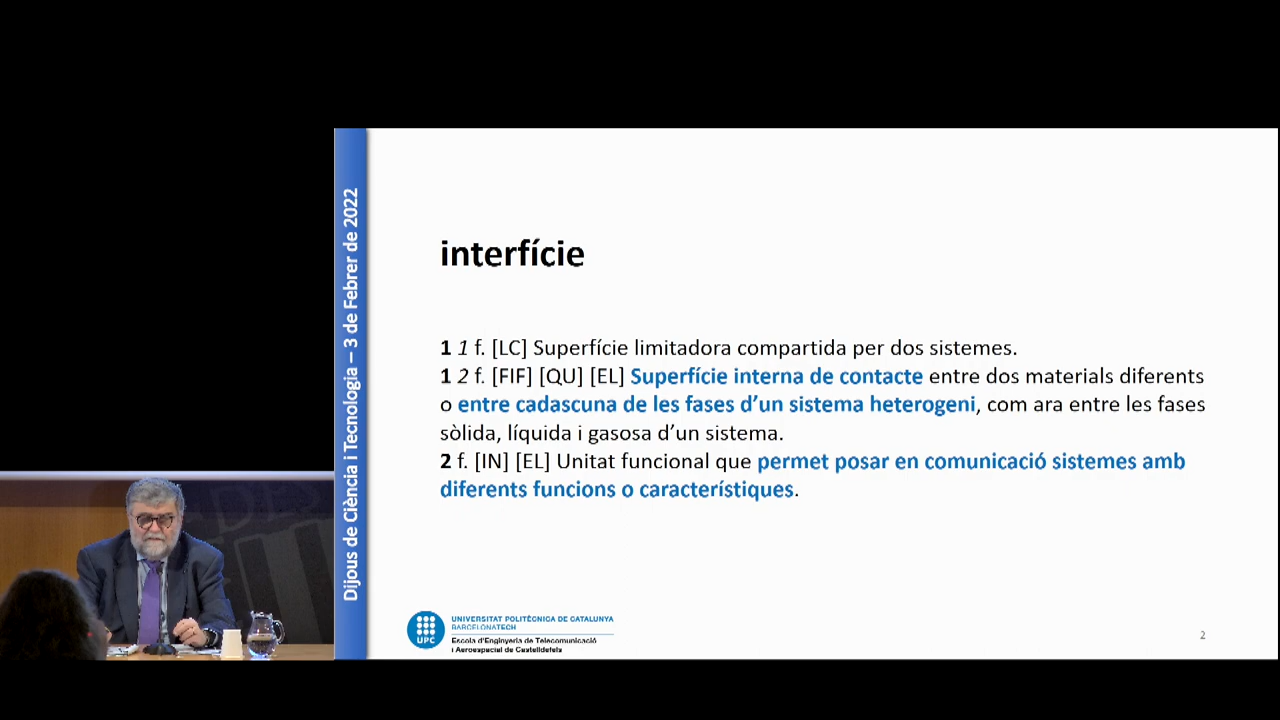 Dijous de Ciència i Tecnologia – 3 de Febrer de 2022
interfície
1 1 f. [LC] Superfície limitadora compartida per dos sistemes.
1 2 f. [FIF] [QU] [EL] Superfície interna de contacte entre dos materials diferents
o entre cadascuna de les fases d’un sistema heterogeni, com ara entre les fases
sòlida, líquida i gasosa d’un sistema.
2 f. [IN] [EL] Unitat funcional que permet posar en comunicació sistemes amb
diferents funcions o característiques.
UPC
UNIVERSITAT POLITÈCNICA DE CATALUNYA
BARCELONATECH
Escola d'Enginyeria de Telecomunicació
i Aeroespacial de Castelldefels
2